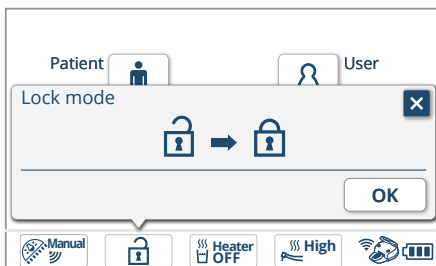 Patient
User
Lock mode
OK
Manual
Heater
OFF
High